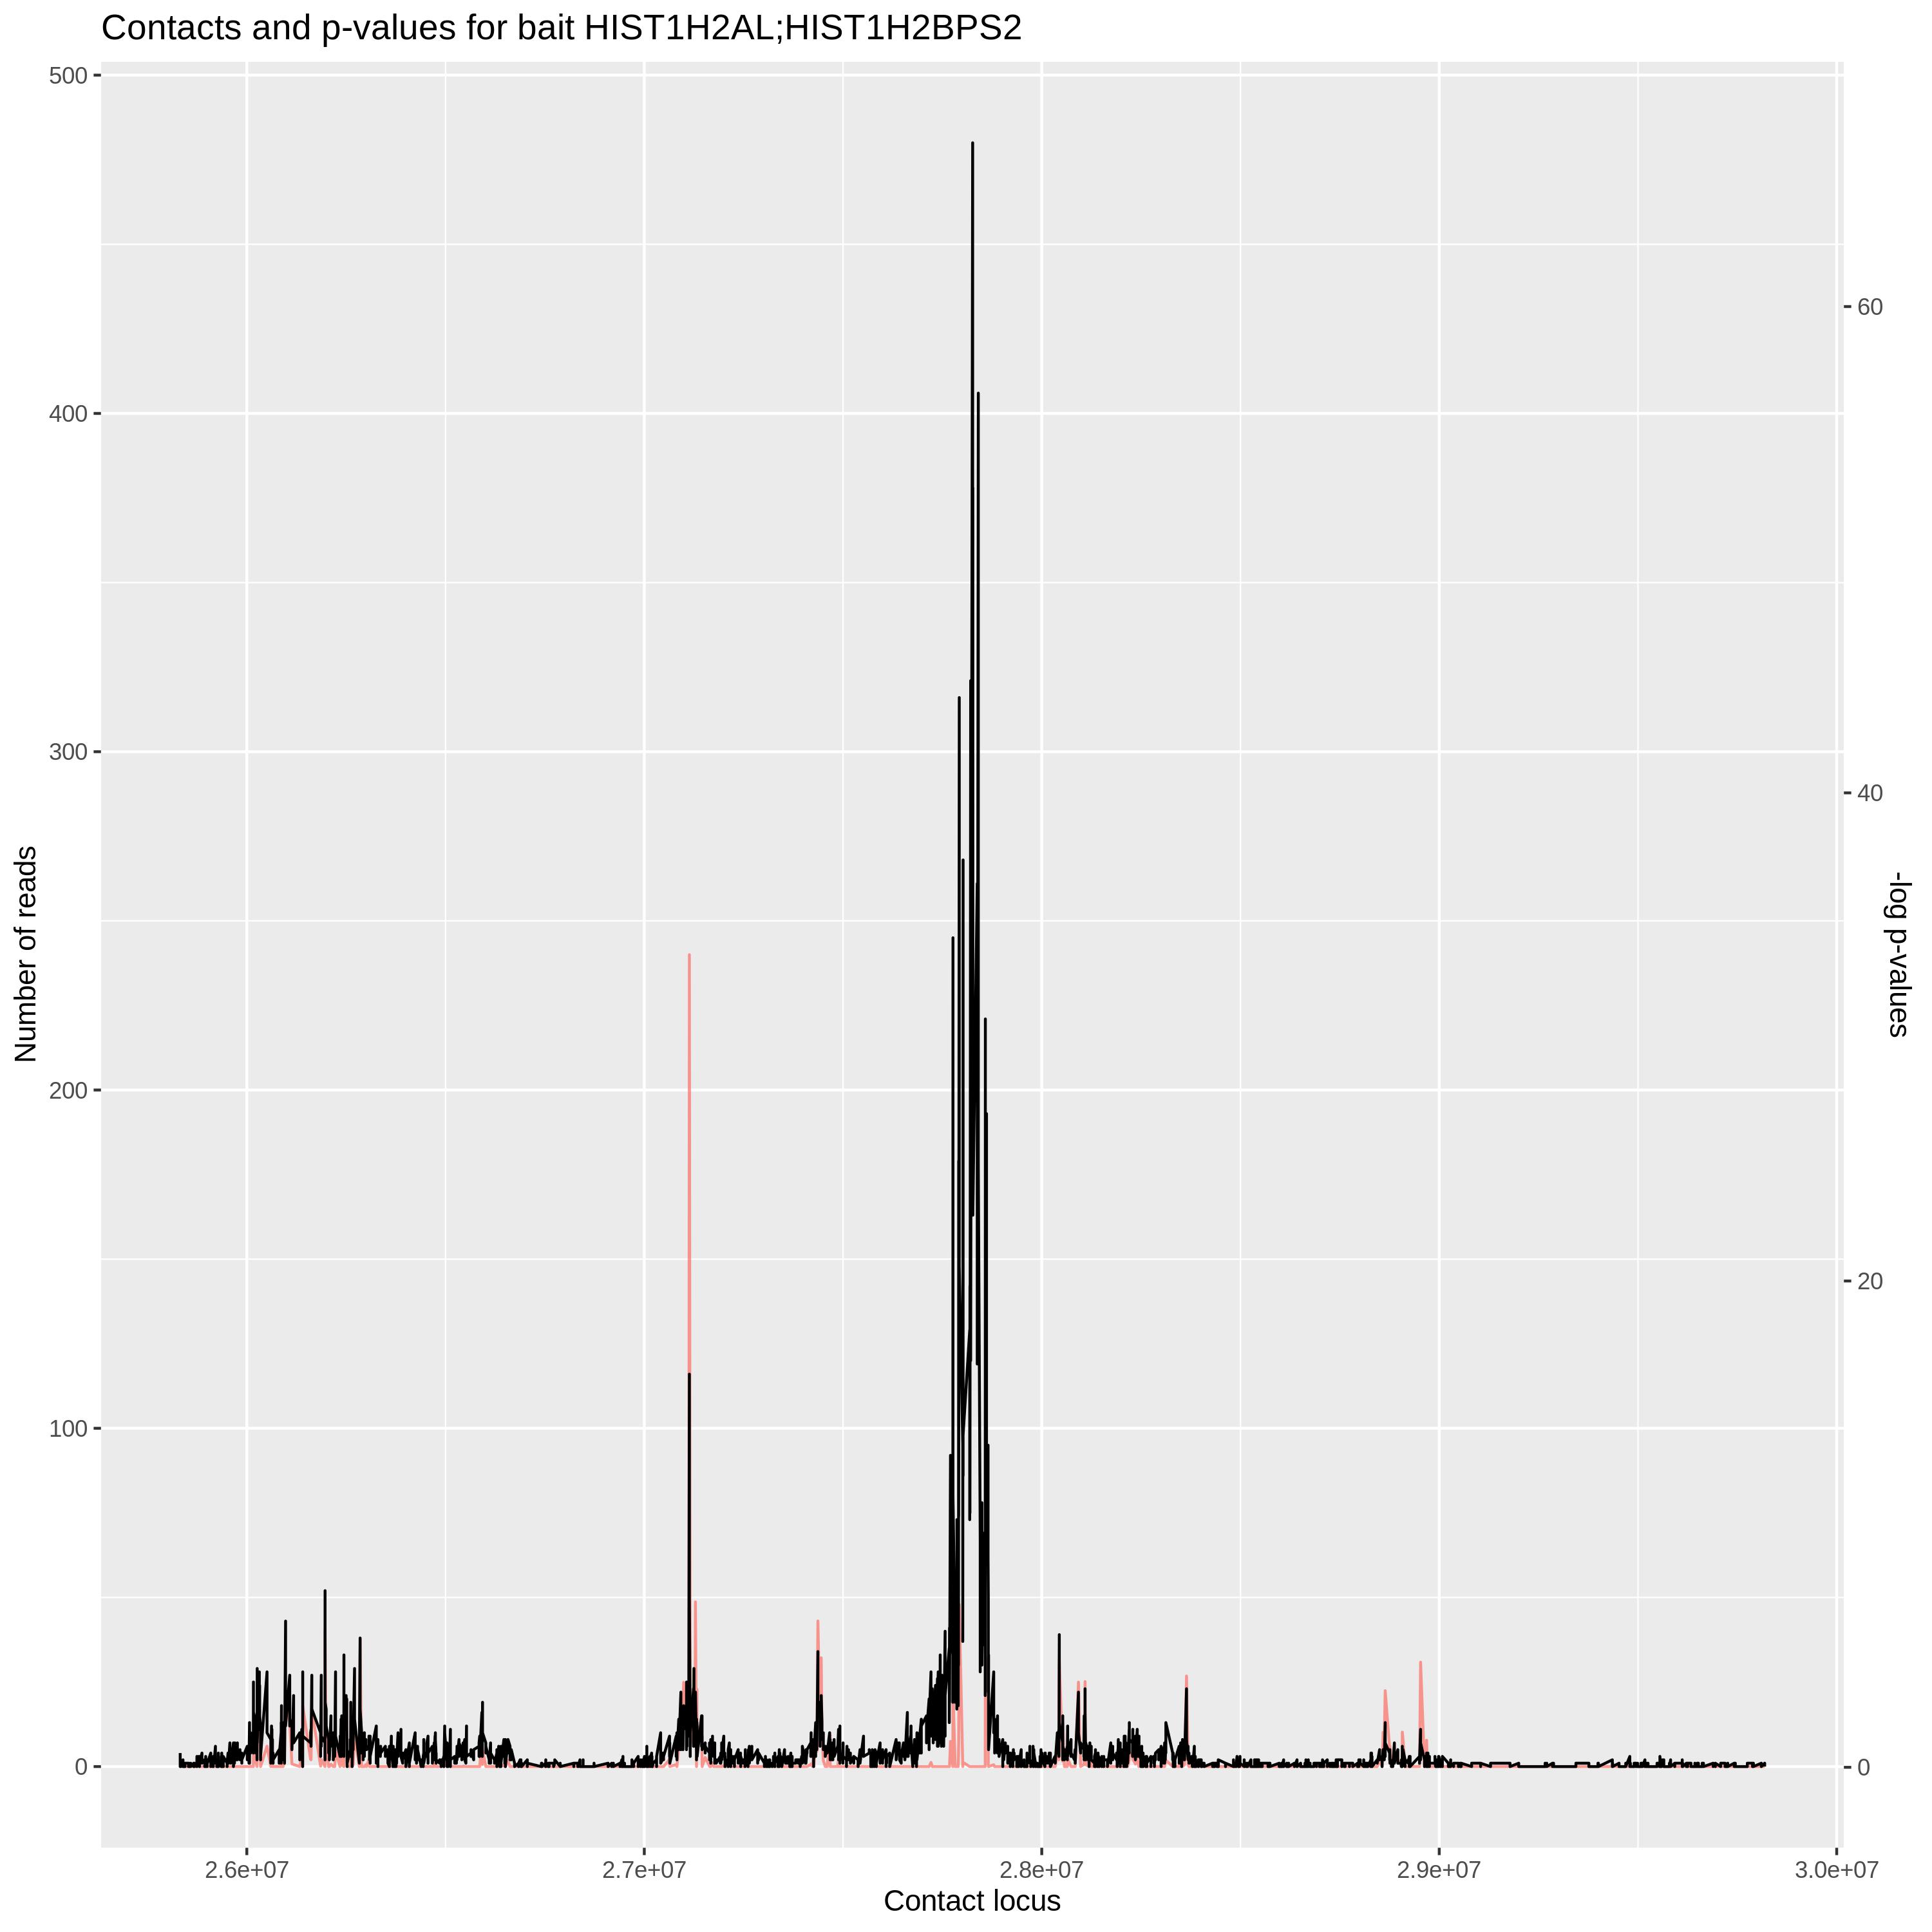 Contacts and p-values for bait HIST1H2AL;HIST1H2BPS2
500
400
300
200
100
0
Number of reads
60
40
20
0
-log p-values
2.6e+07
2.7e+07
2.8e+07
2.9e+07
3.0e+07
Contact locus